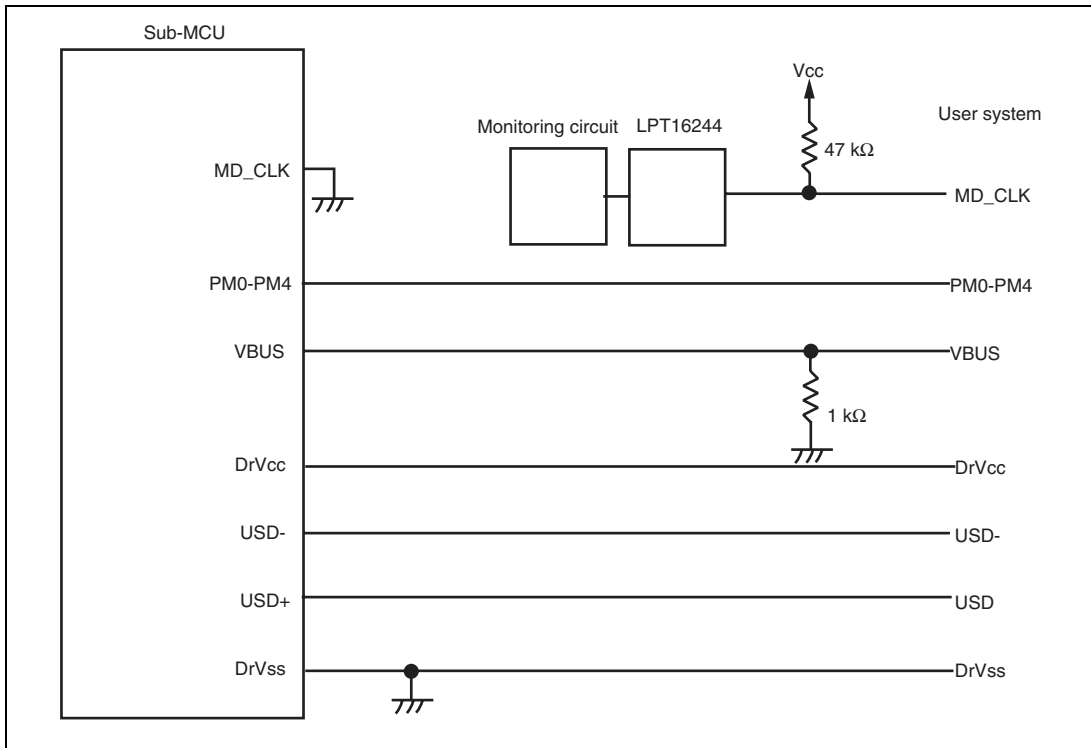 Sub-MCU
Vcc
User system
Monitoring circuit LPT16244
47 kΩ
MD_CLK
MD_CLK
PM0-PM4
PM0-PM4
VBUS
VBUS
1 kΩ
DrVcc
DrVcc
USD-
USD-
USD+
USD
DrVss
DrVss